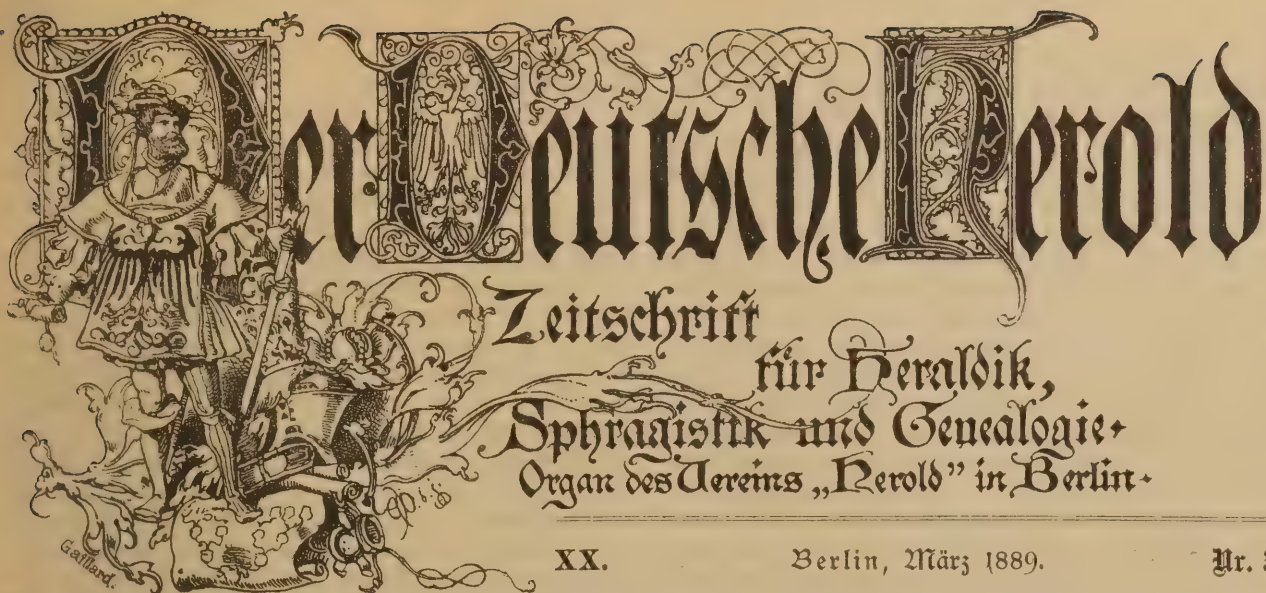 Der Deutsche Herold
Zeitschrift
für Heraldik,
Sphragistik und Genealogie.
Organ des Vereins „Herold" in Berlin.
Gaillard.
XX. Berlin, März 1889. Nr.